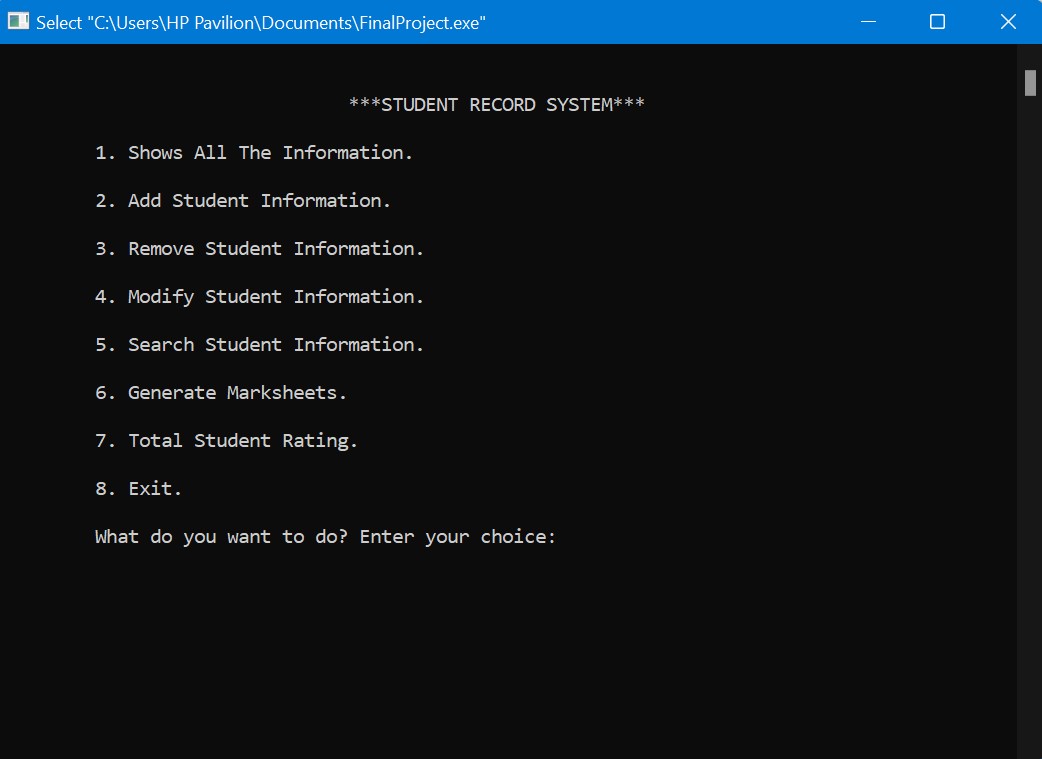 Select "C:\Users\HP Pavilion\Documents\FinalProject.exe"
***STUDENT RECORD SYSTEM***
1. Shows All The Information.
2. Add Student Information.
3. Remove Student Information.
4. Modify Student Information.
5. Search Student Information.
6. Generate Marksheets.
7. Total Student Rating.
8. Exit.
What do you want to do? Enter your choice: